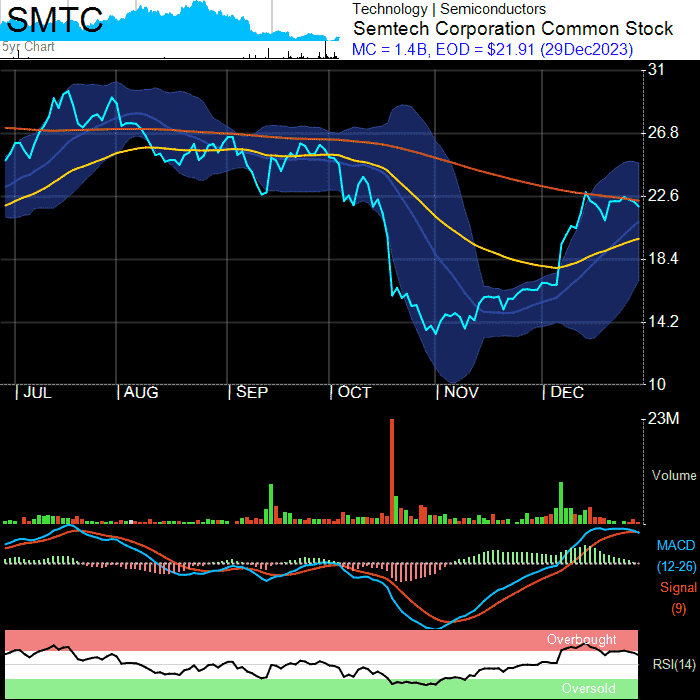 SMTC
5yr Chart
Technology | Semiconductors
Semtech Corporation Common Stock
MC = 1.4B, EOD = $21.91 (29Dec2023)
31
26.8
22.6
18.4
14.2
10
| JUL | AUG | SEP | OCT | NOV | DEC
23M
Volume
MACD
(12-26)
Signal
(9)
Overbought
RSI(14)
Oversold